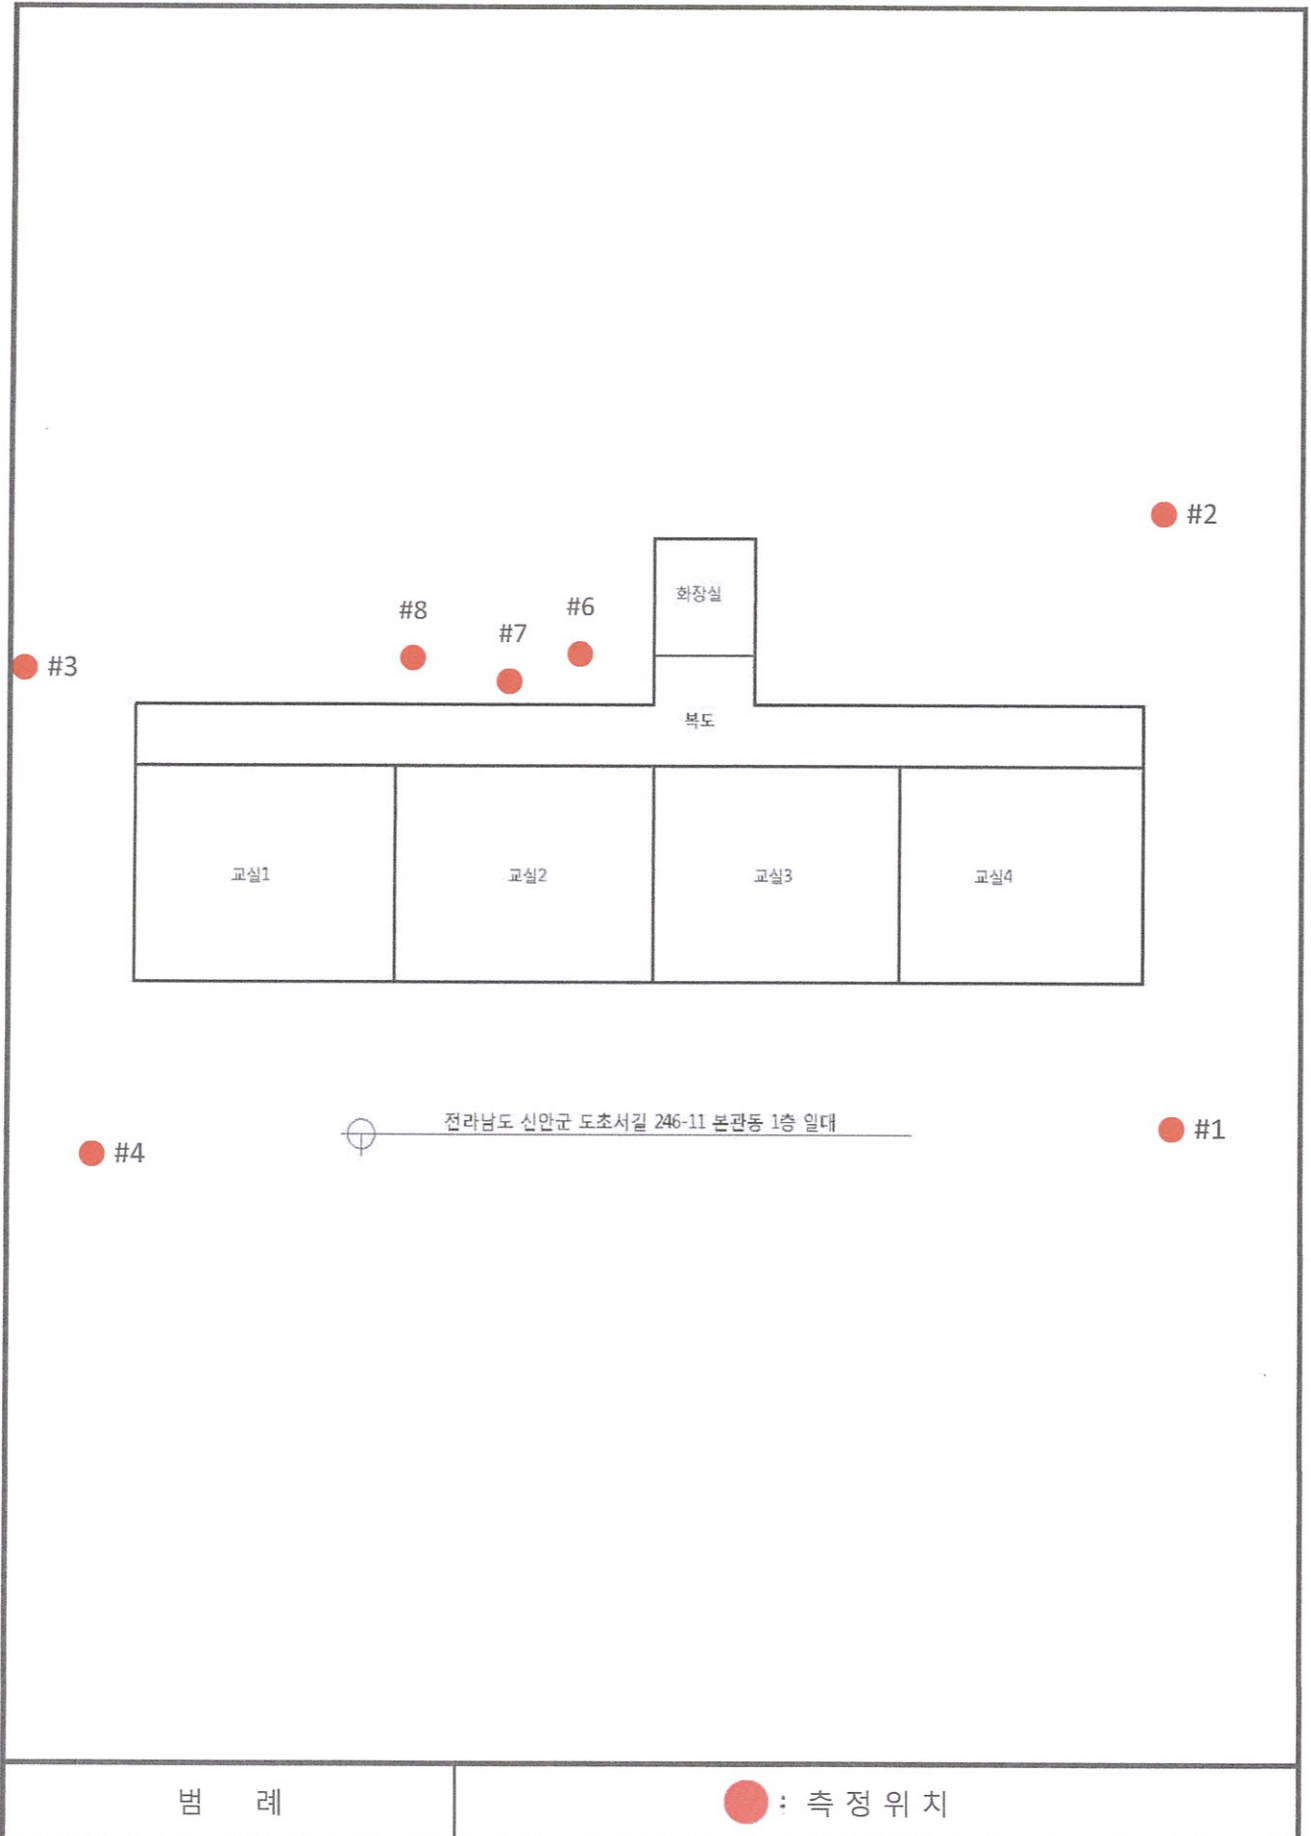 #2
화장실
#8
#6
#7
#3
복도
교실1
교실2
교실3
교실4
전라남도 신안군 도초서길 246-11 본관동 1층 일대
#1
#4
범 례
: 측정위치